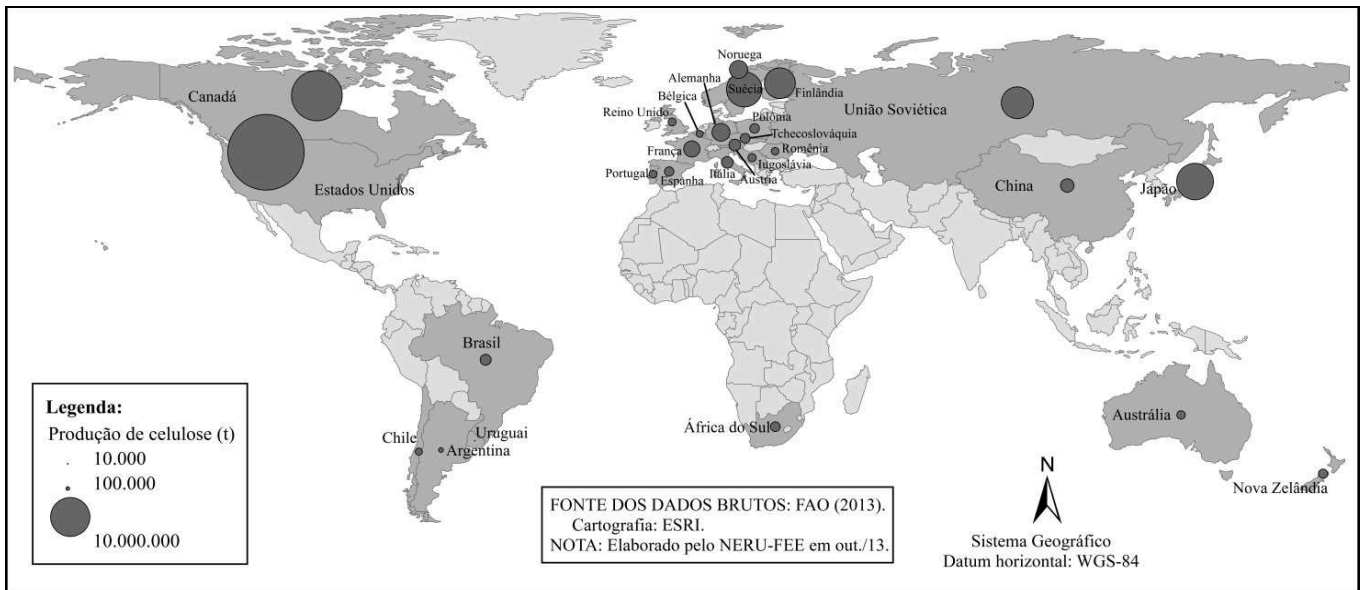 Canadá
Estados Unidos
Noruega
Alemanha
Suécia
Finlândia
Bélgica
Reino Unido
Polônia
Tchecoslováquia
França
Romênia
Iugoslávia
Portugal
Espanha
Itália
Áustria
União Soviética
China
Japão
Brasil
Chile
Uruguai
Argentina
África do Sul
Austrália
Nova Zelândia
Legenda:
Produção de celulose (t)
10.000
100.000
10.000.000
FONTE DOS DADOS BRUTOS: FAO (2013).
Cartografia: ESRI.
NOTA: Elaborado pelo NERU-FEE em out./13.
N
Sistema Geográfico
Datum horizontal: WGS-84